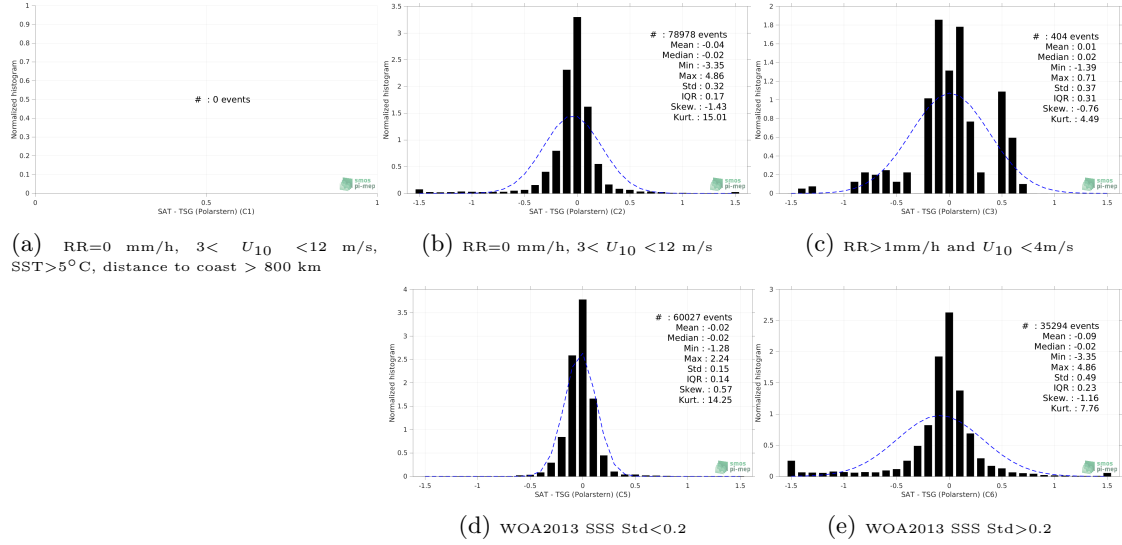 1
0.9
0.8
0.7
0.6
0.5
0.4
0.3
0.2
0.1
0
Normalized histogram
# : 0 events
0
0.5
1
SAT - TSG (Polarstern) (C1)
smos
pi-mep
3.5
3
2.5
2
1.5
1
0.5
0
Normalized histogram
# : 78978 events
Mean : -0.04
Median : -0.02
Min : -3.35
Max : 4.86
Std : 0.32
IQR : 0.17
Skew. : -1.43
Kurt. : 15.01
-1.5
-1
-0.5
0
0.5
1
1.5
SAT - TSG (Polarstern) (C2)
smos
pi-mep
2
1.8
1.6
1.4
1.2
1
0.8
0.6
0.4
0.2
0
Normalized histogram
# : 404 events
Mean : 0.01
Median : 0.02
Min : -1.39
Max : 0.71
Std : 0.37
IQR : 0.31
Skew. : -0.76
Kurt. : 4.49
-1.5
-1
-0.5
0
0.5
1
1.5
SAT - TSG (Polarstern) (C3)
smos
pi-mep
(a) RR=0 mm/h, 3< U10 <12 m/s,
SST>5°C, distance to coast > 800 km
(b) RR=0 mm/h, 3< U10 <12 m/s
(c) RR>1mm/h and U10 <4m/s
4
3.5
3
2.5
2
1.5
1
0.5
0
Normalized histogram
# : 60027 events
Mean : -0.02
Median : -0.02
Min : -1.28
Max : 2.24
Std : 0.15
IQR : 0.14
Skew. : 0.57
Kurt. : 14.25
-1.5
-1
-0.5
0
0.5
1
1.5
SAT - TSG (Polarstern) (C5)
smos
pi-mep
3
2.5
2
1.5
1
0.5
0
Normalized histogram
# : 35294 events
Mean : -0.09
Median : -0.02
Min : -3.35
Max : 4.86
Std : 0.49
IQR : 0.23
Skew. : -1.16
Kurt. : 7.76
-1.5
-1
-0.5
0
0.5
1
1.5
SAT - TSG (Polarstern) (C6)
smos
pi-mep
(d) WOA2013 SSS Std<0.2
(e) WOA2013 SSS Std>0.2